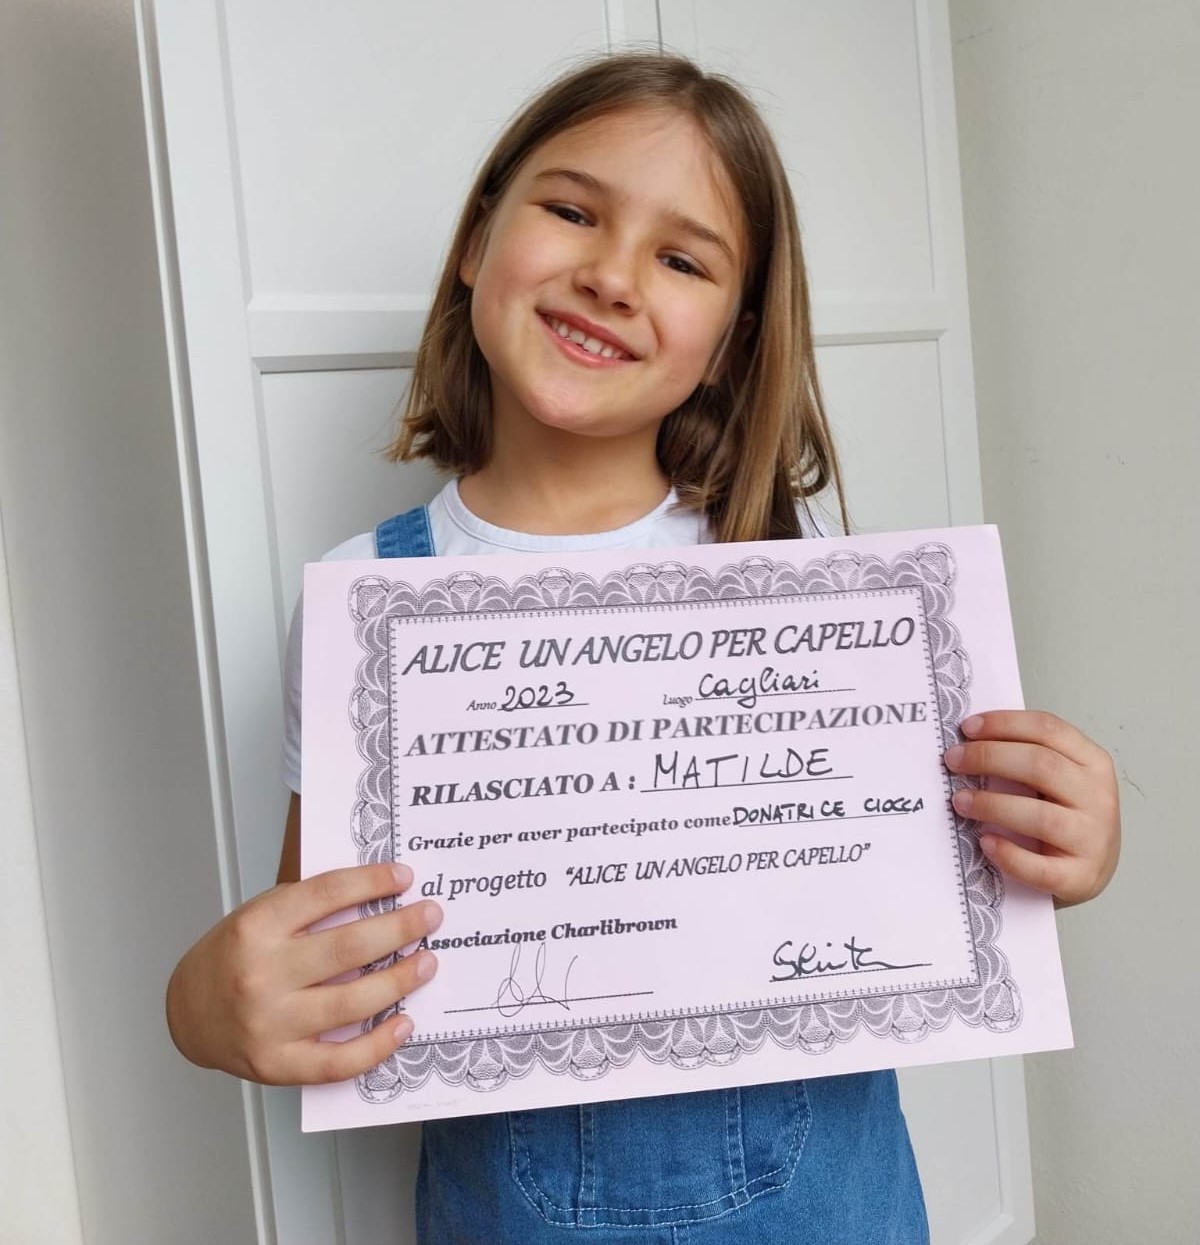 ALICE UN ANGELO PER CAPELLO
Anno 2023 Luogo Cagliari
ATTESTATO DI PARTECIPAZIONE
RILASCIATO A : MATILDE
Grazie per aver partecipato come DONATRICE CIOCCA
al progetto “ALICE UN ANGELO PER CAPELLO”
Associazione Charlibrown